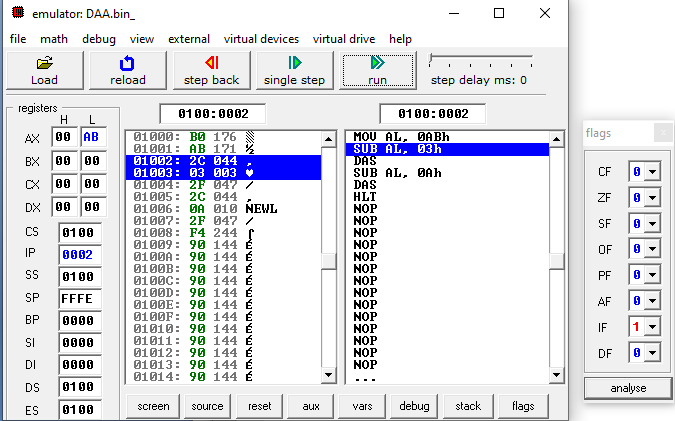 emulator: DAA.bin_
file math debug view external virtual devices virtual drive help
Load reload step back single step run step delay ms: 0
registers
H L
AX 00 AB
BX 00 00
CX 00 00
DX 00 00
CS 0100
IP 0002
SS 0100
SP FFFE
BP 0000
SI 0000
DI 0000
DS 0100
ES 0100
0100:0002
01000: B0 176 ▒
01001: AB 171 ½
01002: 2C 044 ,
01003: 03 003 ♥
01004: 2F 047 /
01005: 2C 044 ,
01006: 0A 010 NEWL
01007: 2F 047 /
01008: F4 244 ⌠
01009: 90 144 É
0100A: 90 144 É
0100B: 90 144 É
0100C: 90 144 É
0100D: 90 144 É
0100E: 90 144 É
0100F: 90 144 É
01010: 90 144 É
01011: 90 144 É
01012: 90 144 É
01013: 90 144 É
01014: 90 144 É
0100:0002
MOV AL, 0ABh
SUB AL, 03h
DAS
SUB AL, 0Ah
DAS
HLT
NOP
NOP
NOP
NOP
NOP
NOP
NOP
NOP
NOP
NOP
NOP
NOP
NOP
NOP
...
screen source reset aux vars debug stack flags
flags
CF 0
ZF 0
SF 0
OF 0
PF 0
AF 0
IF 1
DF 0
analyse